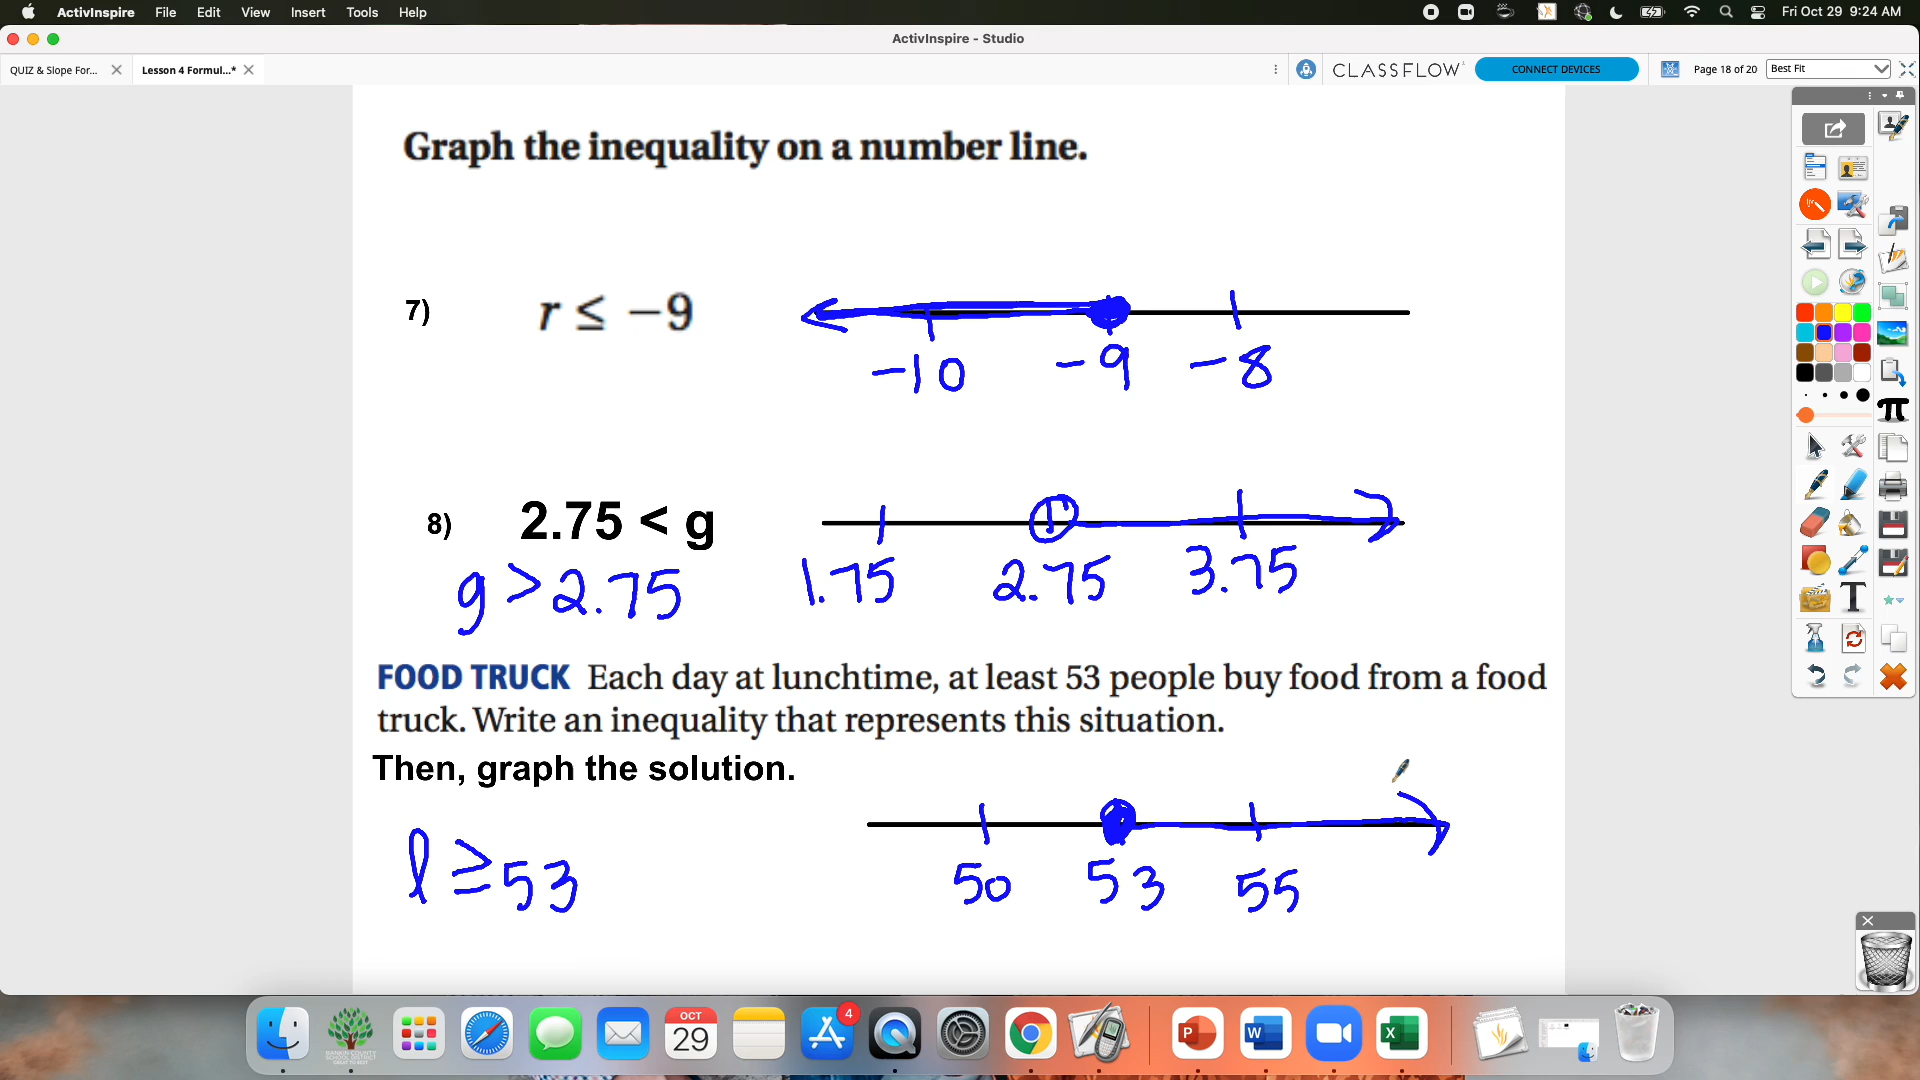 ActivInspire File Edit View Insert Tools Help Fri Oct 29 9:24 AM
ActivInspire - Studio
QUIZ & Slope For... Lesson 4 Formul...* CLASSFLOW CONNECT DEVICES Page 18 of 20 Best Fit
Graph the inequality on a number line.
7) r ≤ −9
−10 −9 −8
8) 2.75 < g
g > 2.75 1.75 2.75 3.75
FOOD TRUCK Each day at lunchtime, at least 53 people buy food from a food
truck. Write an inequality that represents this situation.
Then, graph the solution.
l ≥ 53 50 53 55
OCT
29
4